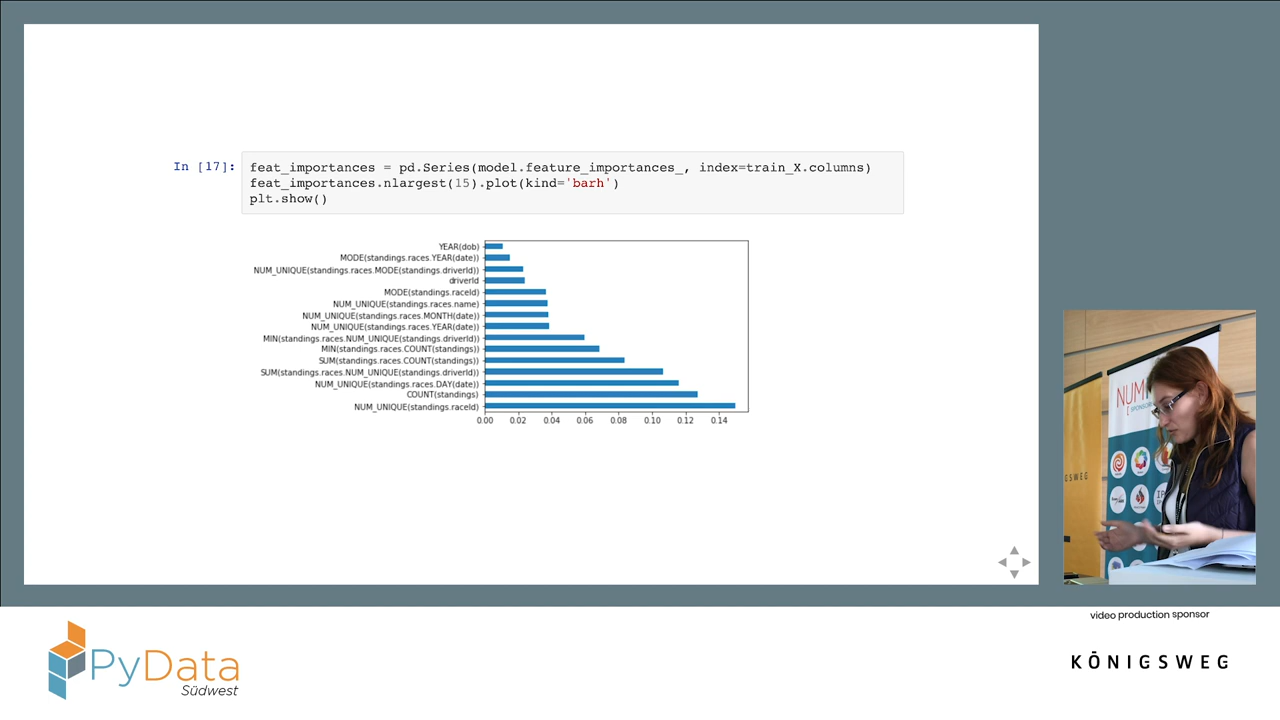 In [17]:
feat_importances = pd.Series(model.feature_importances_, index=train_X.columns)
feat_importances.nlargest(15).plot(kind='barh')
plt.show()
YEAR(dob)
MODE(standings.races.YEAR(date))
NUM_UNIQUE(standings.races.MODE(standings.driverId))
driverId
MODE(standings.raceId)
NUM_UNIQUE(standings.races.name)
NUM_UNIQUE(standings.races.MONTH(date))
NUM_UNIQUE(standings.races.YEAR(date))
MIN(standings.races.NUM_UNIQUE(standings.driverId))
MIN(standings.races.COUNT(standings))
SUM(standings.races.COUNT(standings))
SUM(standings.races.NUM_UNIQUE(standings.driverId))
NUM_UNIQUE(standings.races.DAY(date))
COUNT(standings)
NUM_UNIQUE(standings.raceId)
0.00 0.02 0.04 0.06 0.08 0.10 0.12 0.14
NUM
SPONSOR
GSWEG
video production sponsor
KÖNIGSWEG
PyData
Südwest